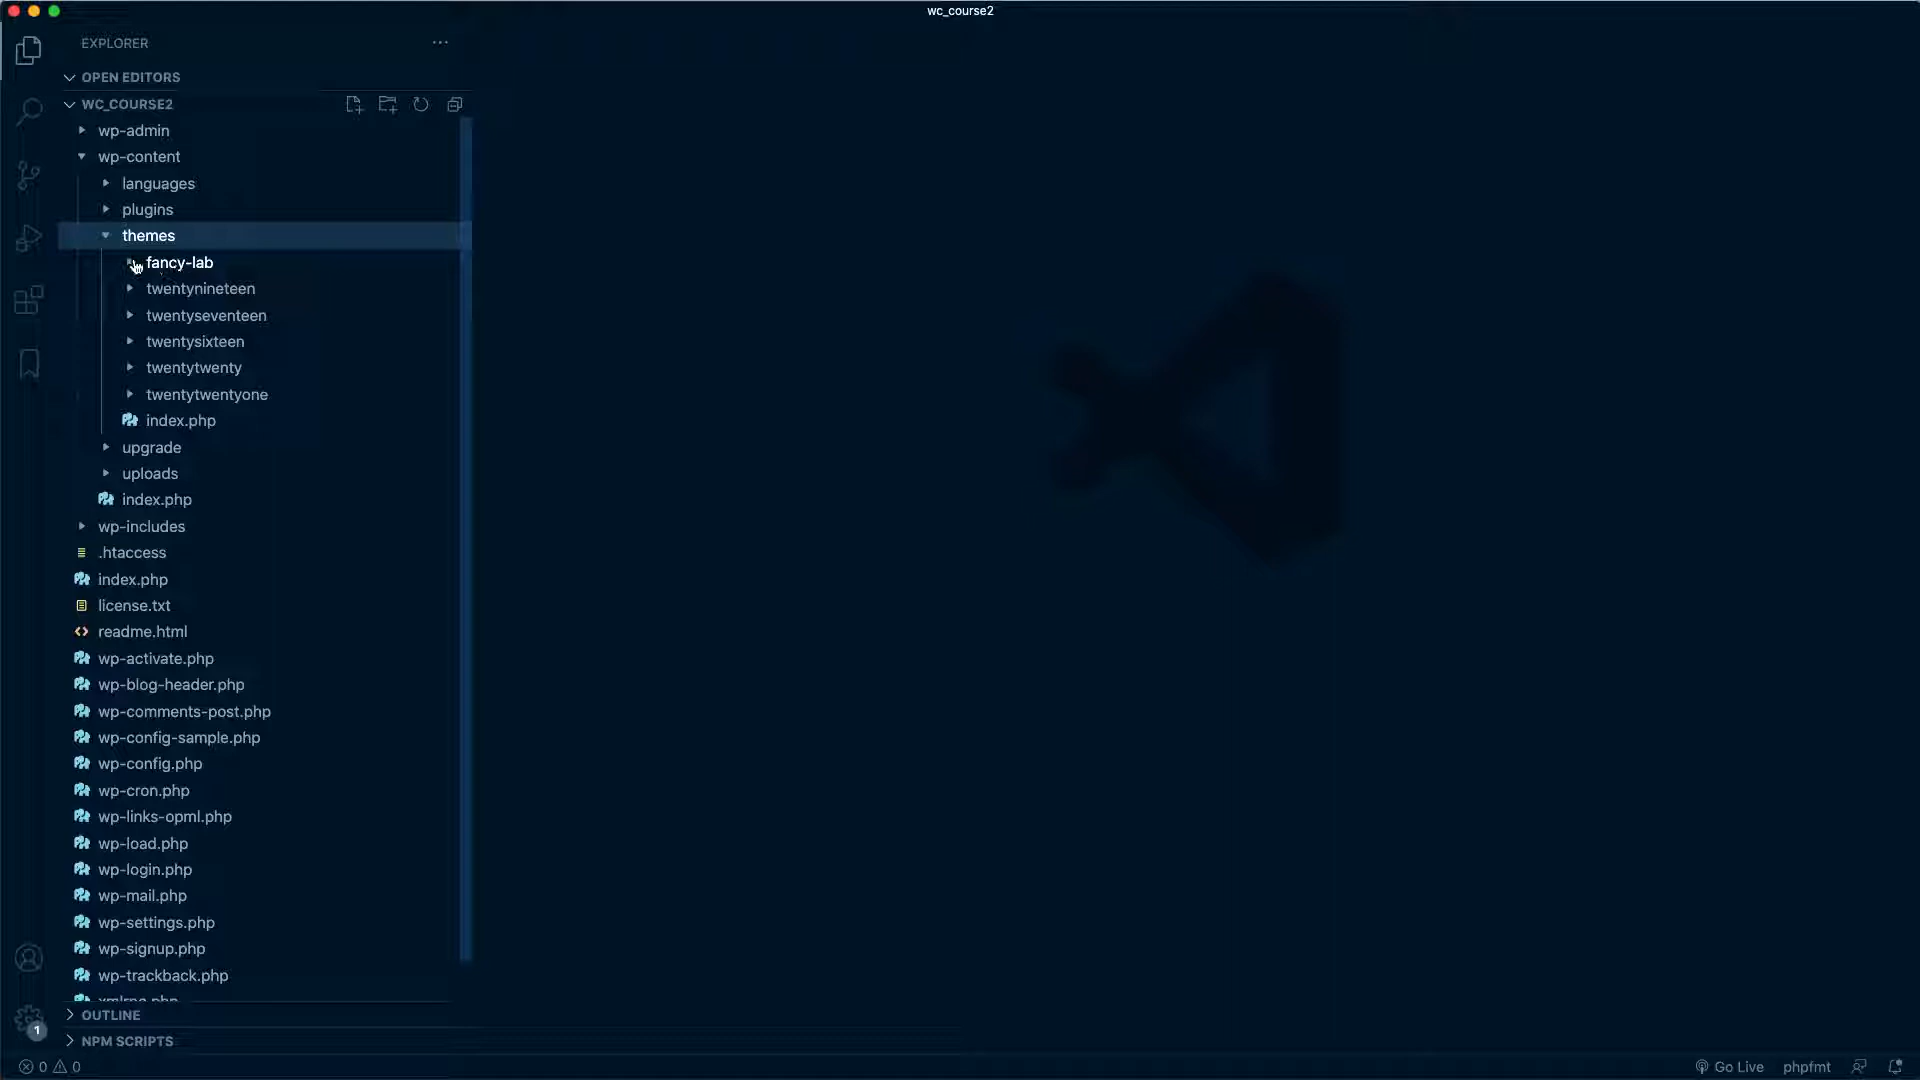 wc_course2
EXPLORER
OPEN EDITORS
WC_COURSE2
wp-admin
wp-content
languages
plugins
themes
fancy-lab
twentynineteen
twentyseventeen
twentysixteen
twentytwenty
twentytwentyone
index.php
upgrade
uploads
index.php
wp-includes
.htaccess
index.php
license.txt
readme.html
wp-activate.php
wp-blog-header.php
wp-comments-post.php
wp-config-sample.php
wp-config.php
wp-cron.php
wp-links-opml.php
wp-load.php
wp-login.php
wp-mail.php
wp-settings.php
wp-signup.php
wp-trackback.php
xmlrpc.php
OUTLINE
1
NPM SCRIPTS
0 0 Go Live phpfmt